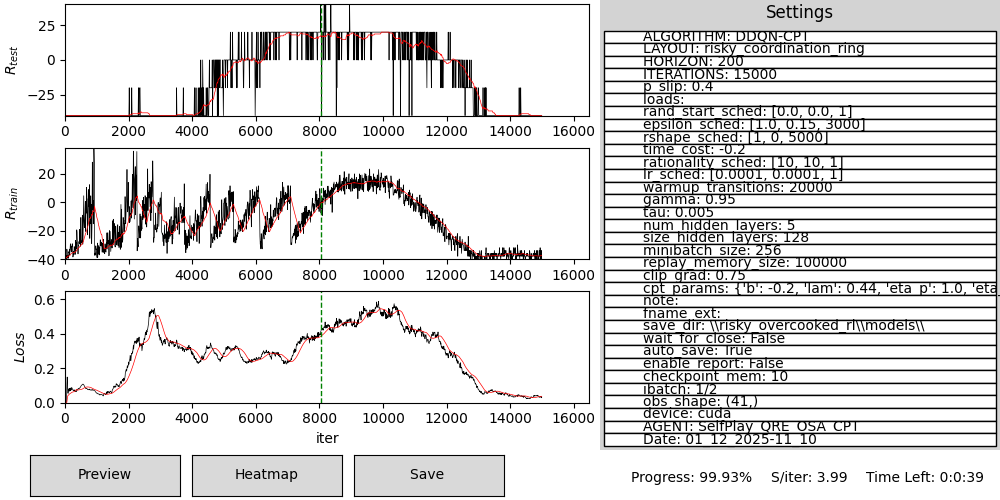 Settings
R_test
25
0
−25
0 2000 4000 6000 8000 10000 12000 14000 16000
R_train
20
0
−20
−40
0 2000 4000 6000 8000 10000 12000 14000 16000
Loss
0.6
0.4
0.2
0.0
0 2000 4000 6000 8000 10000 12000 14000 16000
iter
ALGORITHM: DDQN-CPT
LAYOUT: risky_coordination_ring
HORIZON: 200
ITERATIONS: 15000
p_slip: 0.4
loads:
rand_start_sched: [0.0, 0.0, 1]
epsilon_sched: [1.0, 0.15, 3000]
rshape_sched: [1, 0, 5000]
time_cost: -0.2
rationality_sched: [10, 10, 1]
lr_sched: [0.0001, 0.0001, 1]
warmup_transitions: 20000
gamma: 0.95
tau: 0.005
num_hidden_layers: 5
size_hidden_layers: 128
minibatch_size: 256
replay_memory_size: 100000
clip_grad: 0.75
cpt_params: {'b': -0.2, 'lam': 0.44, 'eta_p': 1.0, 'eta
note:
fname_ext:
save_dir: \\risky_overcooked_rl\\models\\
wait_for_close: False
auto_save: True
enable_report: False
checkpoint_mem: 10
ibatch: 1/2
obs_shape: (41,)
device: cuda
AGENT: SelfPlay_QRE_OSA_CPT
Date: 01_12_2025-11_10
Preview Heatmap Save
Progress: 99.93% S/iter: 3.99 Time Left: 0:0:39